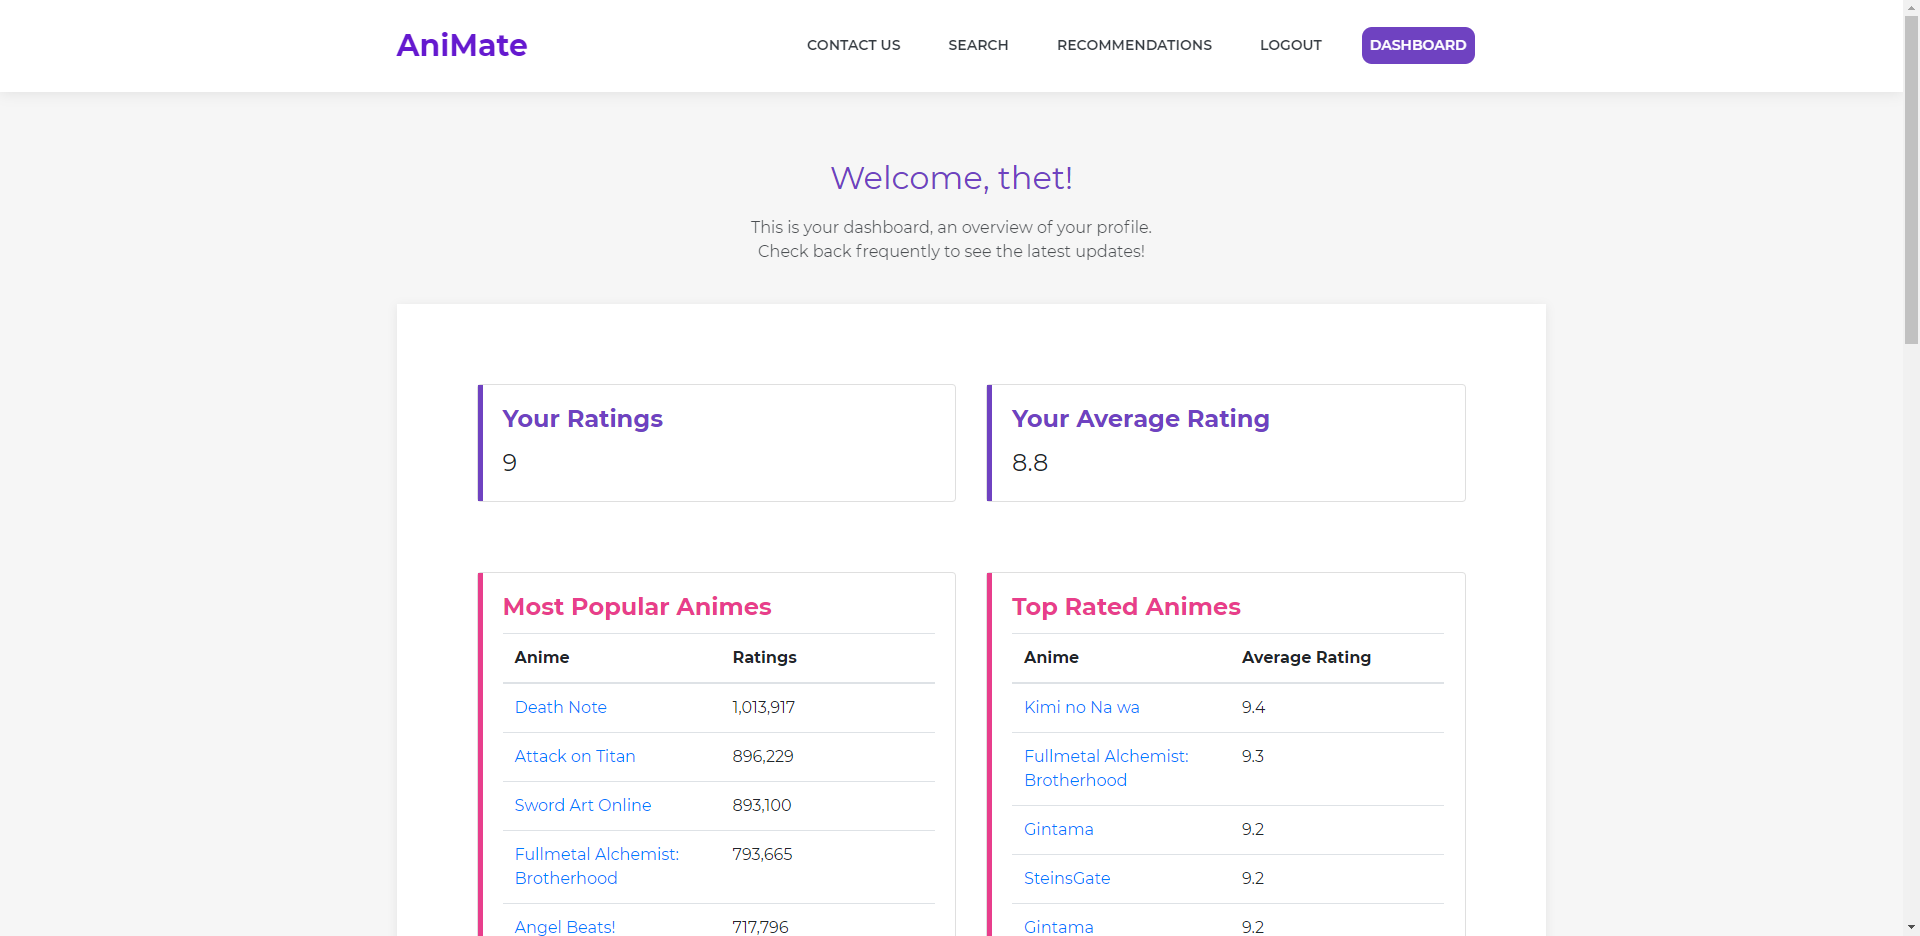 AniMate
CONTACT US
SEARCH
RECOMMENDATIONS
LOGOUT
DASHBOARD
Welcome, thet!
This is your dashboard, an overview of your profile.
Check back frequently to see the latest updates!
Your Ratings
9
Your Average Rating
8.8
Most Popular Animes
Anime Ratings
Death Note 1,013,917
Attack on Titan 896,229
Sword Art Online 893,100
Fullmetal Alchemist: 793,665
Brotherhood
Angel Beats! 717,796
Top Rated Animes
Anime Average Rating
Kimi no Na wa 9.4
Fullmetal Alchemist: 9.3
Brotherhood
Gintama 9.2
SteinsGate 9.2
Gintama 9.2